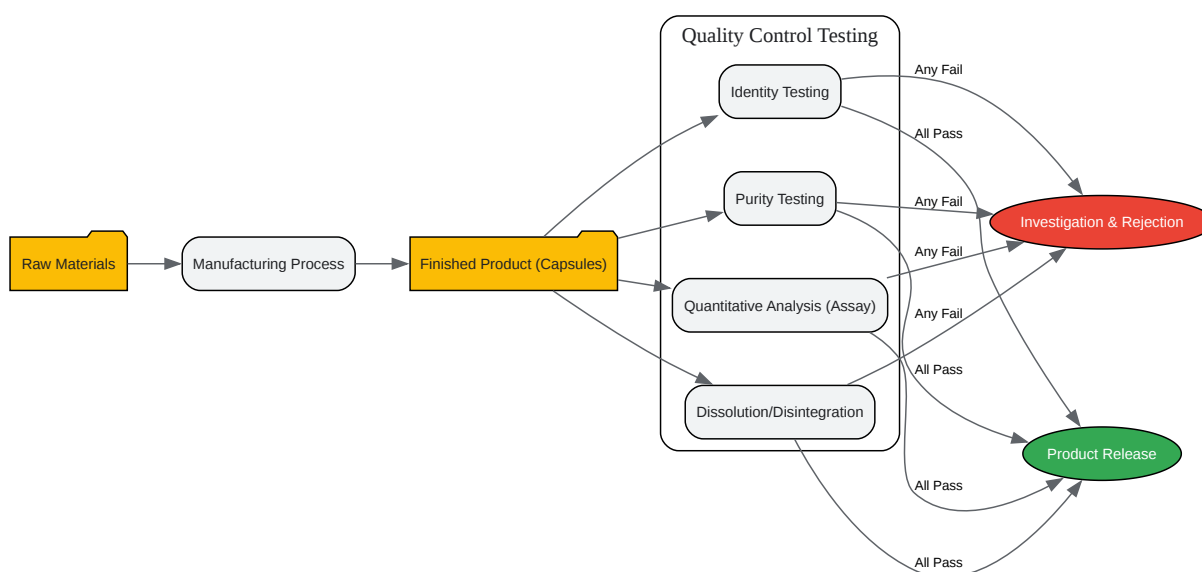 Quality Control Testing
Identity Testing
Any Fail
All Pass
Purity Testing
Any Fail
Investigation & Rejection
Raw Materials
Manufacturing Process
Finished Product (Capsules)
Any Fail
Quantitative Analysis (Assay)
Any Fail
All Pass
Dissolution/Disintegration
Product Release
All Pass
All Pass